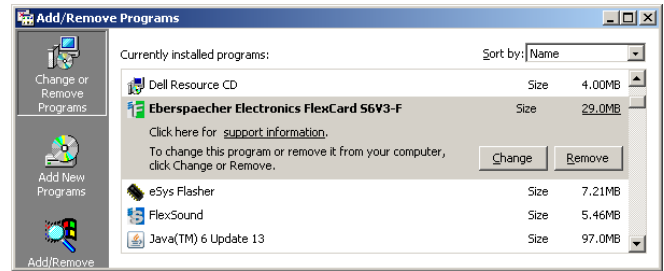 Add/Remove Programs
Change or
Remove
Programs
Add New
Programs
Add/Remove
Currently installed programs:
Sort by: Name
Dell Resource CD Size 4.00MB
Eberspaecher Electronics FlexCard S6V3-F Size 29.0MB
Click here for support information.
To change this program or remove it from your computer,
click Change or Remove.
Change Remove
eSys Flasher Size 7.21MB
FlexSound Size 5.46MB
Java(TM) 6 Update 13 Size 97.0MB